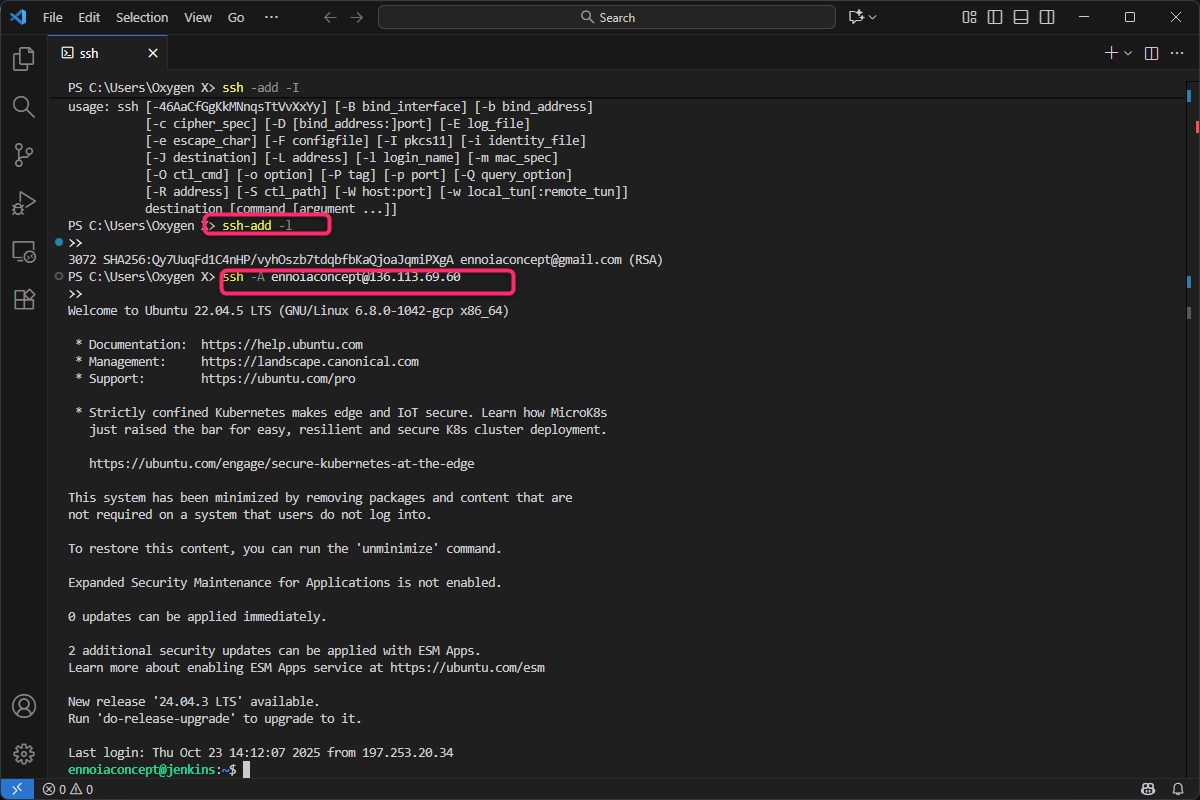 File Edit Selection View Go ··· Search
ssh
PS C:\Users\Oxygen X> ssh -add -I
usage: ssh [-46AaCfGgKkMNnqsTtVvXxYy] [-B bind_interface] [-b bind_address]
[-c cipher_spec] [-D [bind_address:]port] [-E log_file]
[-e escape_char] [-F configfile] [-I pkcs11] [-i identity_file]
[-J destination] [-L address] [-l login_name] [-m mac_spec]
[-O ctl_cmd] [-o option] [-P tag] [-p port] [-Q query_option]
[-R address] [-S ctl_path] [-W host:port] [-w local_tun[:remote_tun]]
destination [command [argument ...]]
PS C:\Users\Oxygen X> ssh-add -l
>>
3072 SHA256:Qy7UuqFd1C4nHP/vyhOszb7tdqbfbKaQjoaJqmiPXgA ennoiaconcept@gmail.com (RSA)
PS C:\Users\Oxygen X> ssh -A ennoiaconcept@136.113.69.60
>>
Welcome to Ubuntu 22.04.5 LTS (GNU/Linux 6.8.0-1042-gcp x86_64)
* Documentation: https://help.ubuntu.com
* Management: https://landscape.canonical.com
* Support: https://ubuntu.com/pro
* Strictly confined Kubernetes makes edge and IoT secure. Learn how MicroK8s
just raised the bar for easy, resilient and secure K8s cluster deployment.
https://ubuntu.com/engage/secure-kubernetes-at-the-edge
This system has been minimized by removing packages and content that are
not required on a system that users do not log into.
To restore this content, you can run the 'unminimize' command.
Expanded Security Maintenance for Applications is not enabled.
0 updates can be applied immediately.
2 additional security updates can be applied with ESM Apps.
Learn more about enabling ESM Apps service at https://ubuntu.com/esm
New release '24.04.3 LTS' available.
Run 'do-release-upgrade' to upgrade to it.
Last login: Thu Oct 23 14:12:07 2025 from 197.253.20.34
ennoiaconcept@jenkins:~$
0 0